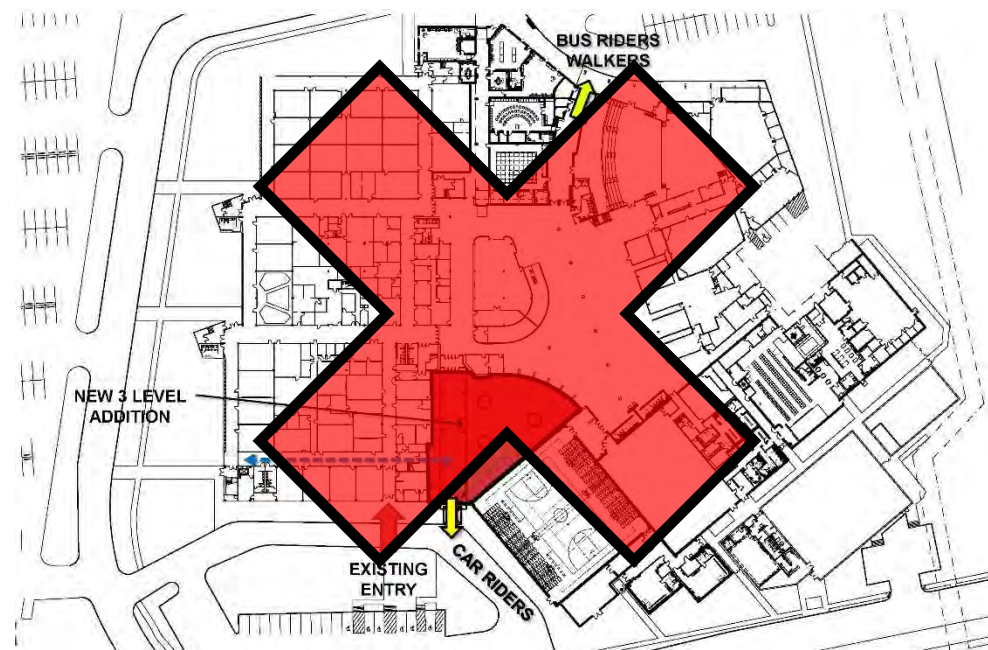 BUS RIDERS
WALKERS
NEW 3 LEVEL
ADDITION
EXISTING
ENTRY
CAR RIDERS